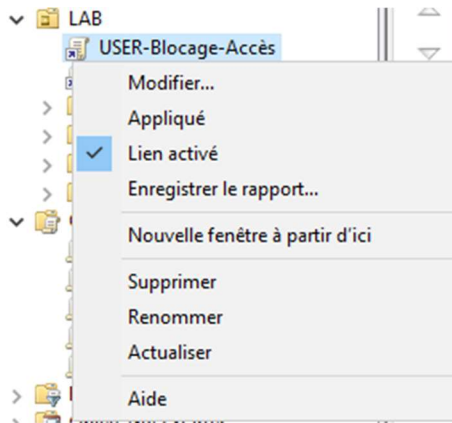 LAB
USER-Blocage-Accès
Modifier...
Appliqué
Lien activé
Enregistrer le rapport...
Nouvelle fenêtre à partir d'ici
Supprimer
Renommer
Actualiser
Aide